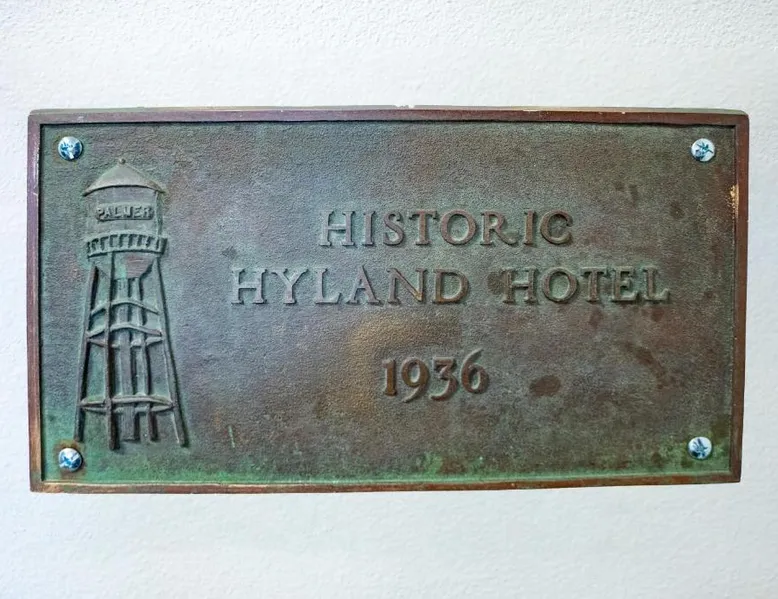 PALMER
HISTORIC
HYLAND HOTEL
1936